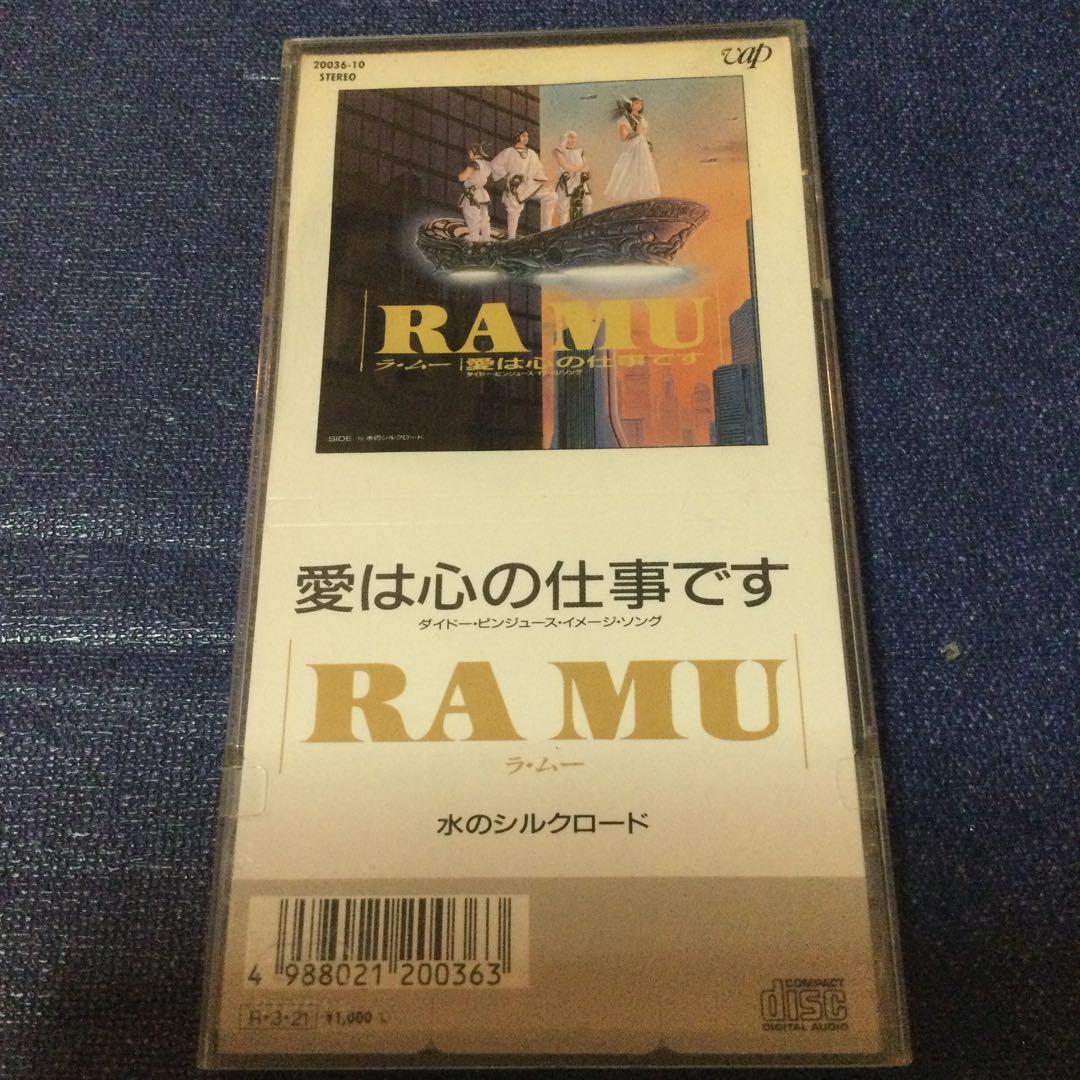 20036-10
STEREO
vap
RA MU
ラ・ムー 愛は心の仕事です
ダイドー・ビンジュース・イメージ・ソング
SIDE B 水のシルクロード
愛は心の仕事です
ダイドー・ビンジュース・イメージ・ソング
RA MU
ラ・ムー
水のシルクロード
4 988021 200363
H・3・21 ¥1,000
COMPACT
disc
DIGITAL AUDIO